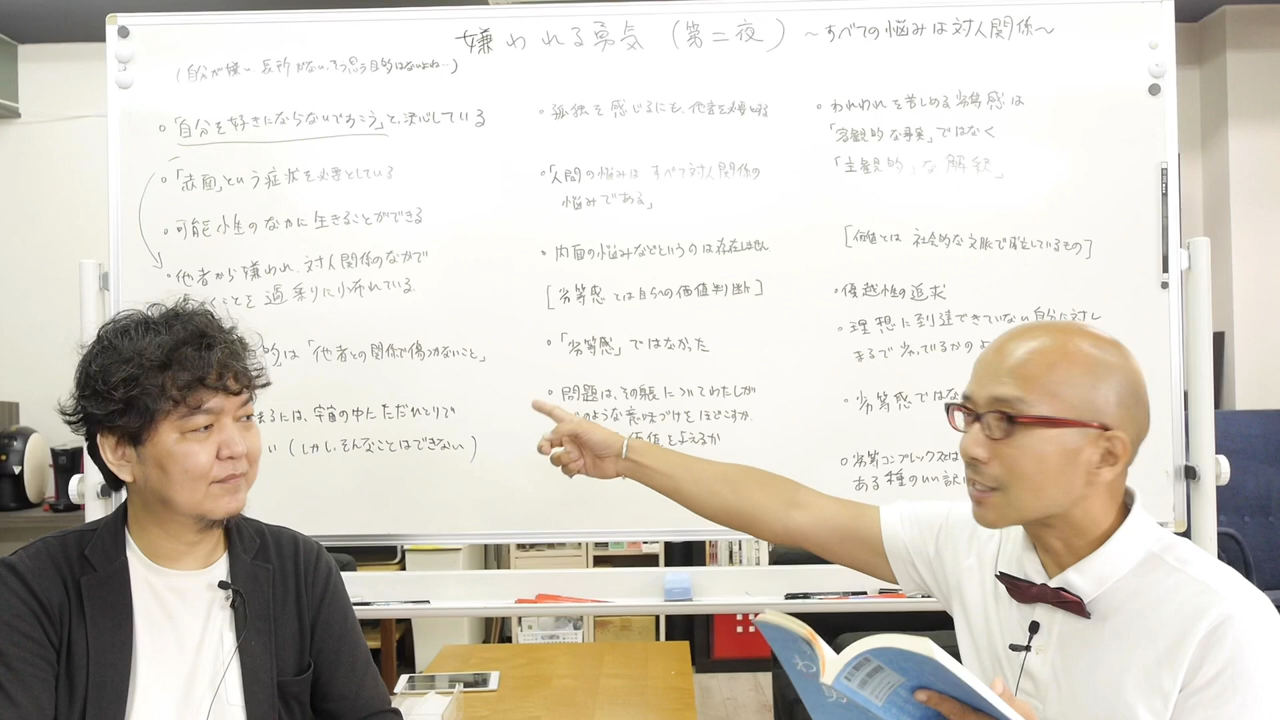 嫌われる勇気(第二夜) ～すべての悩みは対人関係～
(自分が嫌い 長所がない、そう思う目的はないよね…)
。「自分を好きにならないでおこう」と、決心している
。「赤面」という症状を必要としている
。可能性のなかに生きることができる
。他者から嫌われ、対人関係のなかで
ことを過剰に怖れている
は「他者との関係で傷つかないこと」
るには、宇宙の中にただひとりで
い(しかし、そんなことはできない)
。孤独を感じるにも、他者を必要とする
。「人間の悩みは すべて対人関係の
悩みである」
。内面の悩みなどというのは存在しません
[劣等感とは自らへの価値判断]
。「劣等感」ではなかった
。問題は、その身長についてわたしが
のような意味づけをほどこすか、
価値を与えるか
。われわれを苦しめる劣等感は
「客観的な事実」ではなく
「主観的」な解釈」
[価値とは 社会的な文脈で成立しているもの]
。優越性の追求
。理想に到達できていない自分に対し
まるで劣っているかのよ
。劣等感ではな
。劣等コンプレックスとは
ある種のいい訳に